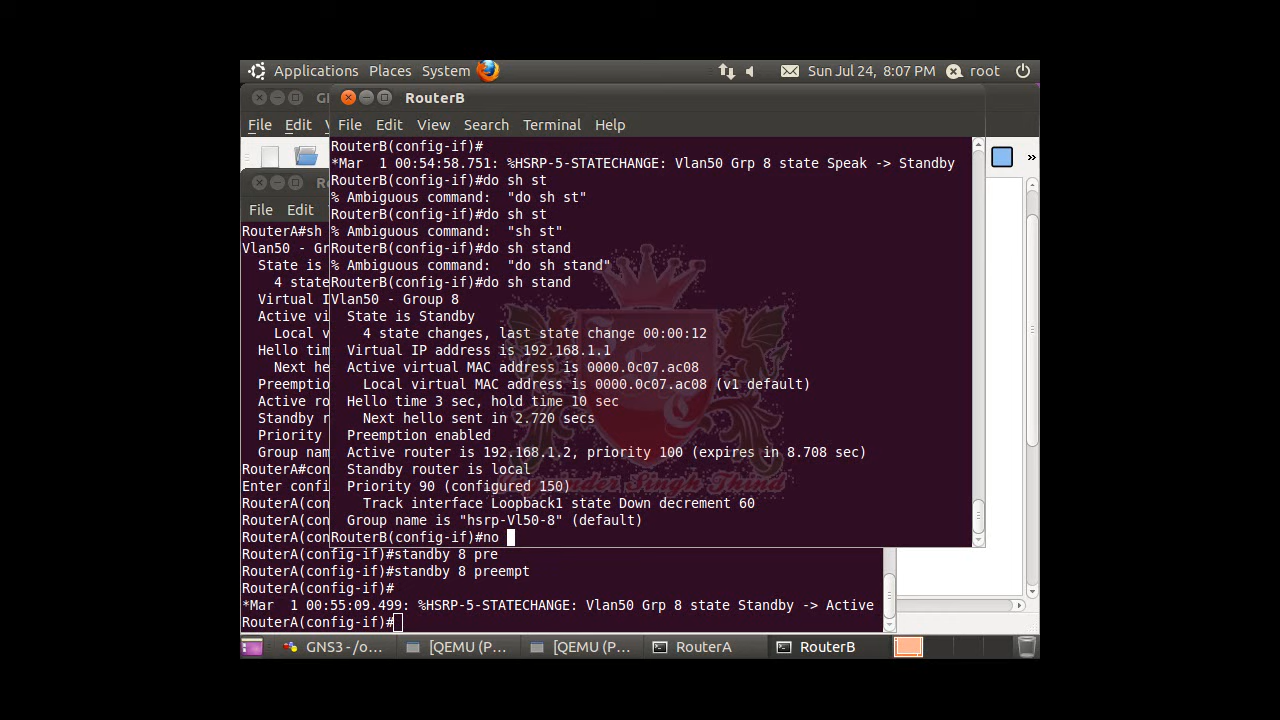 Applications Places System Sun Jul 24, 8:07 PM root
RouterB
File Edit View Search Terminal Help
File Edit
RouterB(config-if)#
*Mar  1 00:54:58.751: %HSRP-5-STATECHANGE: Vlan50 Grp 8 state Speak -> Standby
RouterB(config-if)#do sh st
% Ambiguous command:  "do sh st"
RouterB(config-if)#do sh st
% Ambiguous command:  "sh st"
RouterB(config-if)#do sh stand
% Ambiguous command:  "do sh stand"
RouterB(config-if)#do sh stand
Vlan50 - Group 8
State is Standby
4 state changes, last state change 00:00:12
Virtual IP address is 192.168.1.1
Active virtual MAC address is 0000.0c07.ac08
Local virtual MAC address is 0000.0c07.ac08 (v1 default)
Hello time 3 sec, hold time 10 sec
Next hello sent in 2.720 secs
Preemption enabled
Active router is 192.168.1.2, priority 100 (expires in 8.708 sec)
Standby router is local
Priority 90 (configured 150)
Track interface Loopback1 state Down decrement 60
Group name is "hsrp-Vl50-8" (default)
RouterB(config-if)#no
File Edit
RouterA#sh
Vlan50 - Gr
State is
4 state
Virtual I
Active vi
Local v
Hello tim
Next he
Preemptio
Active ro
Standby r
Priority
Group nam
RouterA#con
Enter confi
RouterA(con
RouterA(con
RouterA(con
RouterA(config-if)#standby 8 pre
RouterA(config-if)#standby 8 preempt
RouterA(config-if)#
*Mar  1 00:55:09.499: %HSRP-5-STATECHANGE: Vlan50 Grp 8 state Standby -> Active
RouterA(config-if)#
GNS3 - /o... [QEMU (P... [QEMU (P... RouterA RouterB